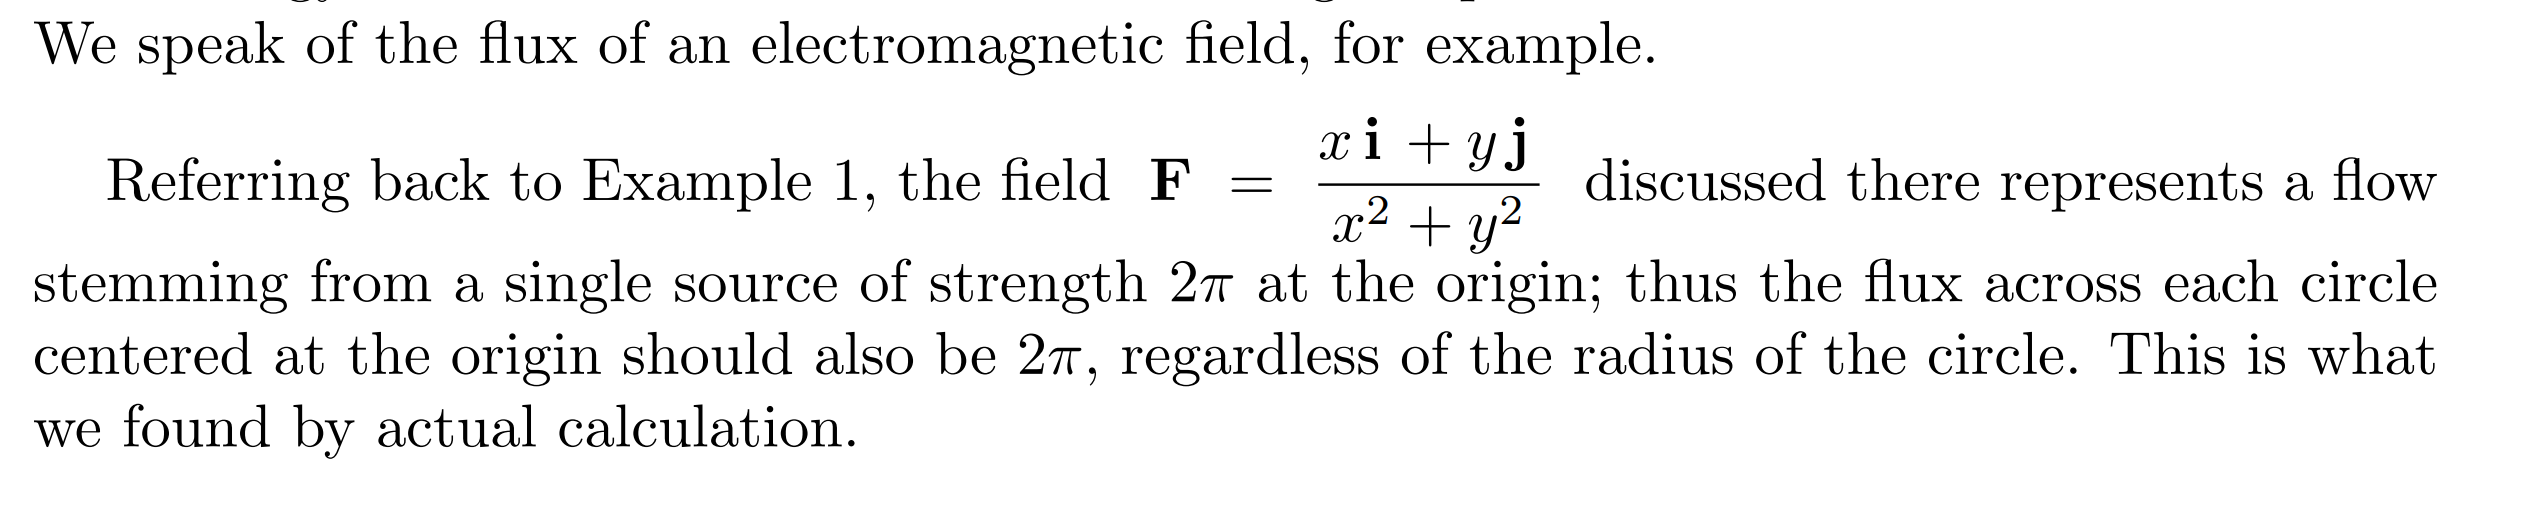 We speak of the flux of an electromagnetic field, for example.
Referring back to Example 1, the field F = \frac{x i + y j}{x^2 + y^2} discussed there represents a flow
stemming from a single source of strength 2π at the origin; thus the flux across each circle
centered at the origin should also be 2π, regardless of the radius of the circle. This is what
we found by actual calculation.